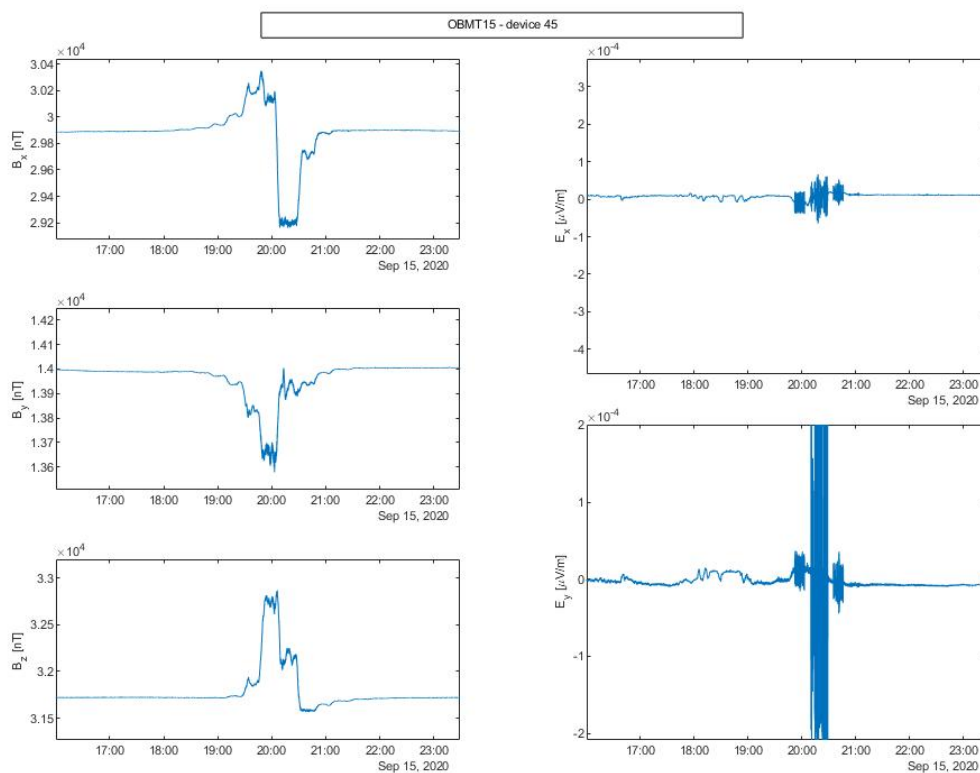 OBMT15 - device 45
×10⁴
3.04
3.02
3
2.98
2.96
2.94
2.92
B_x [nT]
17:00 18:00 19:00 20:00 21:00 22:00 23:00
Sep 15, 2020
×10⁴
1.42
1.41
1.4
1.39
1.38
1.37
1.36
B_y [nT]
17:00 18:00 19:00 20:00 21:00 22:00 23:00
Sep 15, 2020
×10⁴
3.3
3.25
3.2
3.15
B_z [nT]
17:00 18:00 19:00 20:00 21:00 22:00 23:00
Sep 15, 2020
×10⁻⁴
3
2
1
0
-1
-2
-3
-4
E_x [μV/m]
17:00 18:00 19:00 20:00 21:00 22:00 23:00
Sep 15, 2020
×10⁻⁴
2
1
0
-1
-2
E_y [μV/m]
17:00 18:00 19:00 20:00 21:00 22:00 23:00
Sep 15, 2020